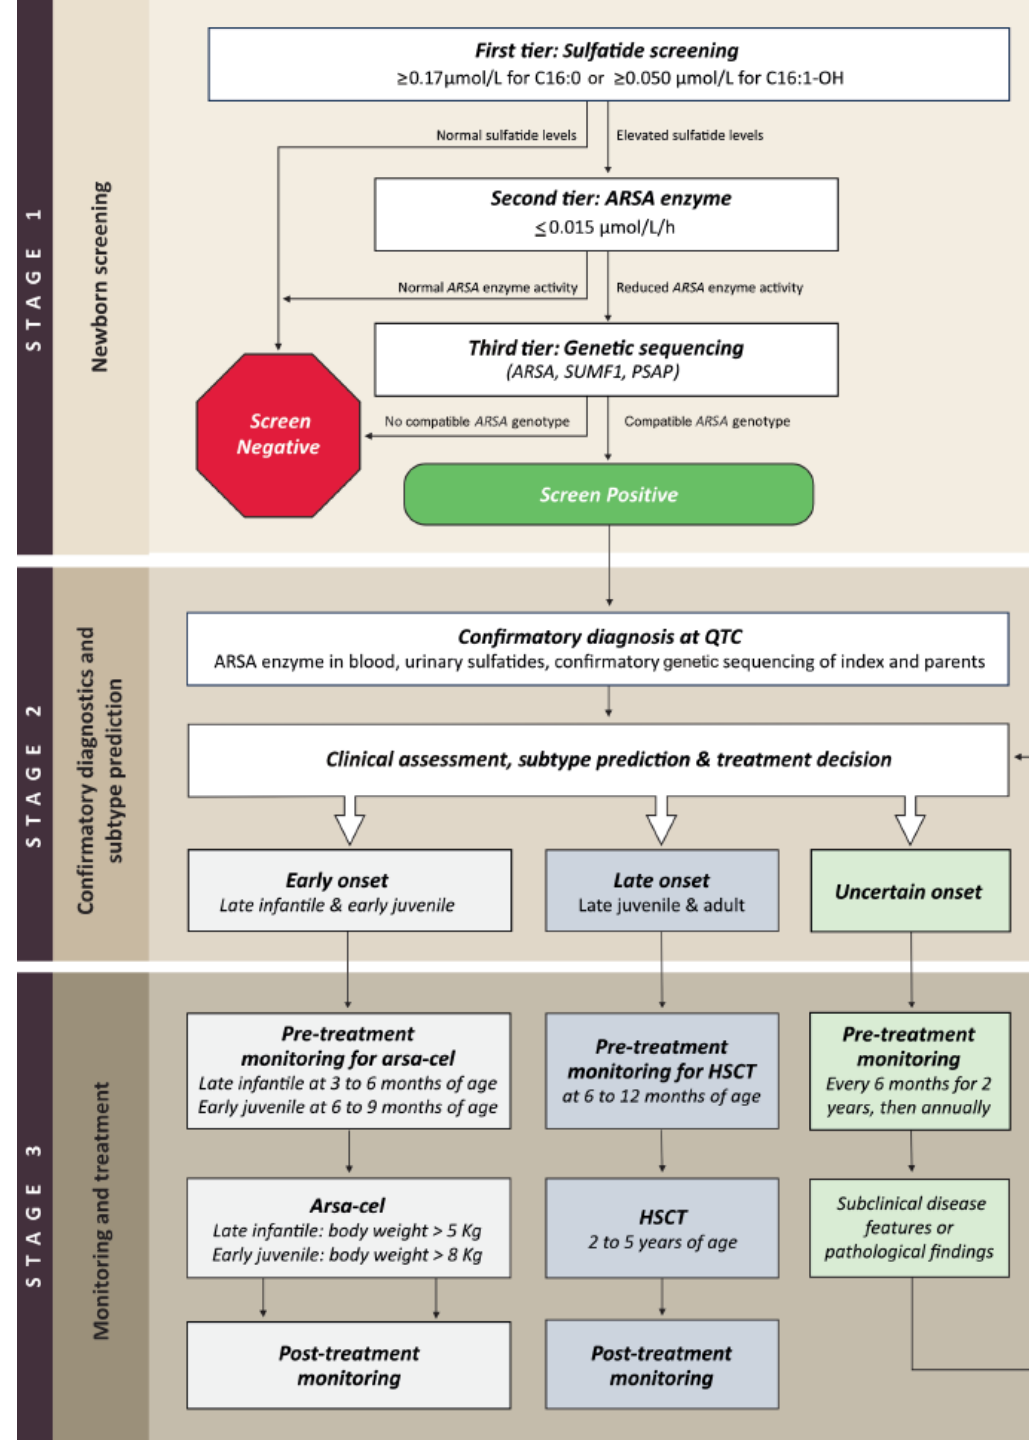 STAGE 1
Newborn screening
First tier: Sulfatide screening
≥0.17μmol/L for C16:0 or ≥0.050 μmol/L for C16:1-OH
Normal sulfatide levels
Elevated sulfatide levels
Second tier: ARSA enzyme
≤0.015 μmol/L/h
Normal ARSA enzyme activity
Reduced ARSA enzyme activity
Third tier: Genetic sequencing
(ARSA, SUMF1, PSAP)
No compatible ARSA genotype
Compatible ARSA genotype
Screen
Negative
Screen Positive
STAGE 2
Confirmatory diagnostics and
subtype prediction
Confirmatory diagnosis at QTC
ARSA enzyme in blood, urinary sulfatides, confirmatory genetic sequencing of index and parents
Clinical assessment, subtype prediction & treatment decision
Early onset
Late infantile & early juvenile
Late onset
Late juvenile & adult
Uncertain onset
STAGE 3
Monitoring and treatment
Pre-treatment
monitoring for arsa-cel
Late infantile at 3 to 6 months of age
Early juvenile at 6 to 9 months of age
Pre-treatment
monitoring for HSCT
at 6 to 12 months of age
Pre-treatment
monitoring
Every 6 months for 2
years, then annually
Arsa-cel
Late infantile: body weight > 5 Kg
Early juvenile: body weight > 8 Kg
HSCT
2 to 5 years of age
Subclinical disease
features or
pathological findings
Post-treatment
monitoring
Post-treatment
monitoring